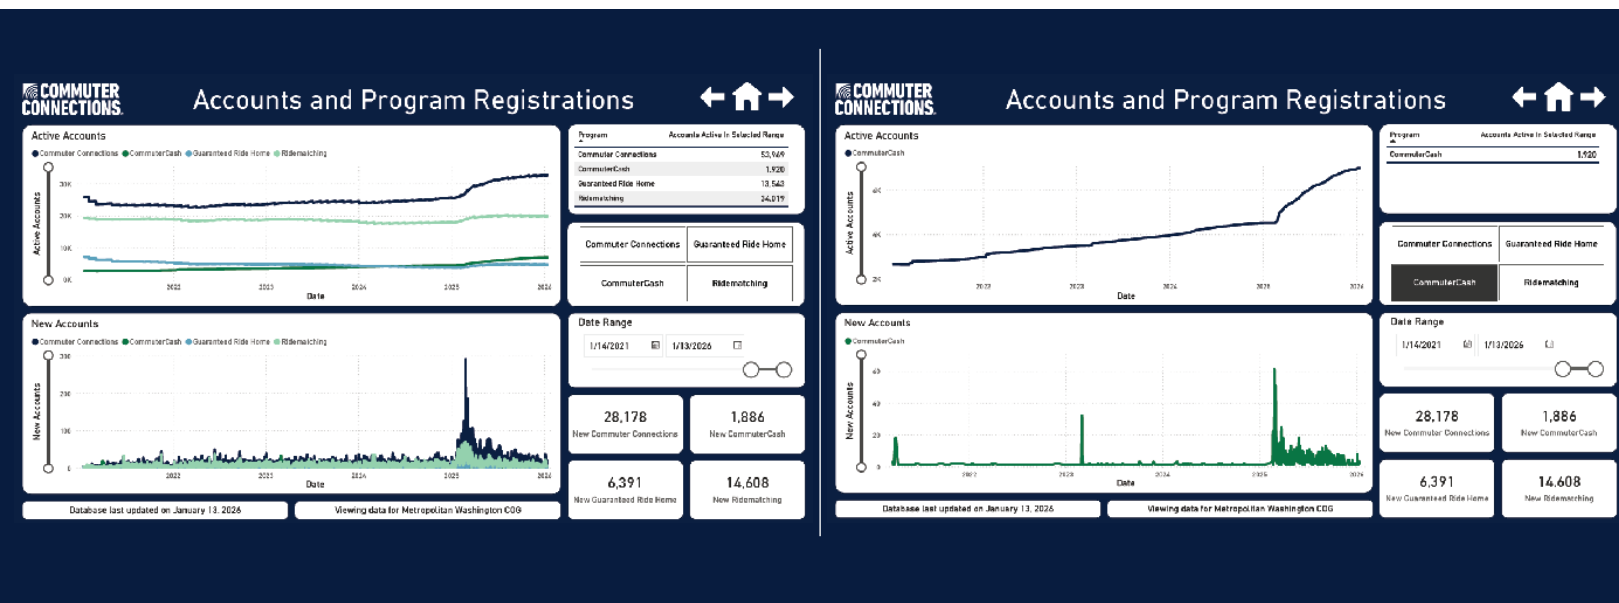 COMMUTER
CONNECTIONS
Accounts and Program Registrations
Active Accounts
Commuter Connections CommuterCash Guaranteed Ride Home Ridematching
Active Accounts
30K
20K
10K
0K
2022 2023 2024 2025 2026
Date
Program Accounts Active In Selected Range
Commuter Connections 53,969
CommuterCash 1,920
Guaranteed Ride Home 13,543
Ridematching 34,019
Commuter Connections Guaranteed Ride Home
CommuterCash Ridematching
New Accounts
Commuter Connections CommuterCash Guaranteed Ride Home Ridematching
New Accounts
300
200
100
0
2022 2023 2024 2025 2026
Date
Date Range
1/14/2021 1/13/2026
28,178
New Commuter Connections
1,886
New CommuterCash
6,391
New Guaranteed Ride Home
14,608
New Ridematching
Database last updated on January 13, 2026
Viewing data for Metropolitan Washington COG
COMMUTER
CONNECTIONS
Accounts and Program Registrations
Active Accounts
CommuterCash
Active Accounts
6K
4K
2K
2022 2023 2024 2025 2026
Date
Program Accounts Active In Selected Range
CommuterCash 1,920
Commuter Connections Guaranteed Ride Home
CommuterCash Ridematching
New Accounts
CommuterCash
New Accounts
60
40
20
0
2022 2023 2024 2025 2026
Date
Date Range
1/14/2021 1/13/2026
28,178
New Commuter Connections
1,886
New CommuterCash
6,391
New Guaranteed Ride Home
14,608
New Ridematching
Database last updated on January 13, 2026
Viewing data for Metropolitan Washington COG